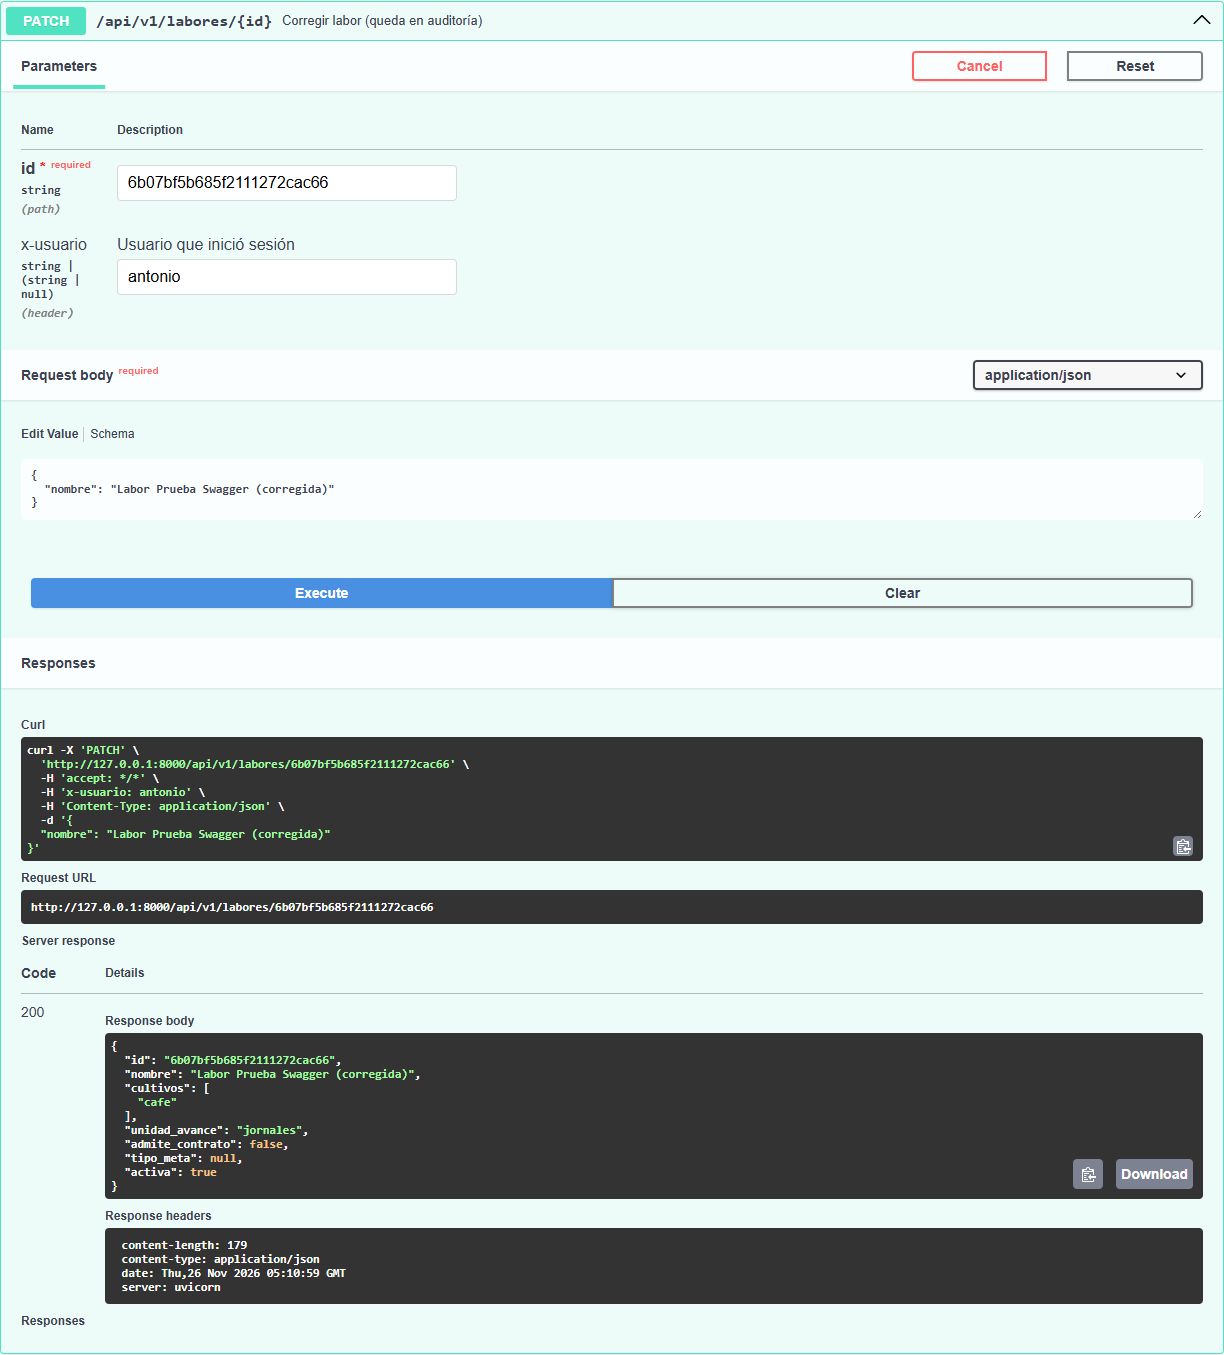 PATCH /api/v1/labores/{id} Corregir labor (queda en auditoría)
Parameters
Cancel
Reset
Name Description
id * required
string
(path)
6b07bf5b685f2111272cac66
x-usuario
string |
(string |
null)
(header)
Usuario que inició sesión
antonio
Request body required
application/json
Edit Value Schema
{
  "nombre": "Labor Prueba Swagger (corregida)"
}
Execute
Clear
Responses
Curl
curl -X 'PATCH' \
  'http://127.0.0.1:8000/api/v1/labores/6b07bf5b685f2111272cac66' \
  -H 'accept: */*' \
  -H 'x-usuario: antonio' \
  -H 'Content-Type: application/json' \
  -d '{
  "nombre": "Labor Prueba Swagger (corregida)"
}'
Request URL
http://127.0.0.1:8000/api/v1/labores/6b07bf5b685f2111272cac66
Server response
Code Details
200
Response body
{
  "id": "6b07bf5b685f2111272cac66",
  "nombre": "Labor Prueba Swagger (corregida)",
  "cultivos": [
    "cafe"
  ],
  "unidad_avance": "jornales",
  "admite_contrato": false,
  "tipo_meta": null,
  "activa": true
}
Download
Response headers
content-length: 179
content-type: application/json
date: Thu,26 Nov 2026 05:10:59 GMT
server: uvicorn
Responses